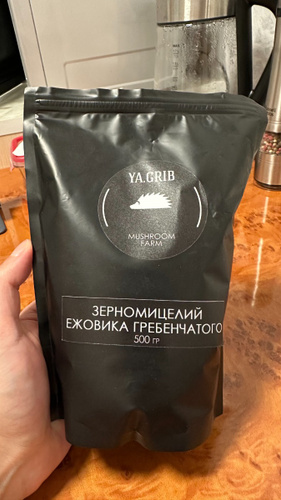 YA.GRIB
MUSHROOM
FARM
ЗЕРНОМИЦЕЛИЙ
ЕЖОВИКА ГРЕБЕНЧАТОГО
500 ГР